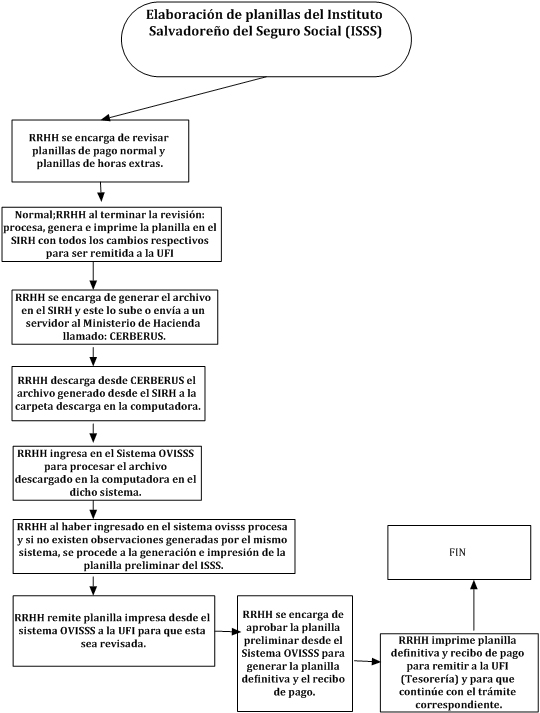 Elaboración de planillas del Instituto
Salvadoreño del Seguro Social (ISSS)
RRHH se encarga de revisar
planillas de pago normal y
planillas de horas extras.
Normal;RRHH al terminar la revisión:
procesa, genera e imprime la planilla en el
SIRH con todos los cambios respectivos
para ser remitida a la UFI
RRHH se encarga de generar el archivo
en el SIRH y este lo sube o envía a un
servidor al Ministerio de Hacienda
llamado: CERBERUS.
RRHH descarga desde CERBERUS el
archivo generado desde el SIRH a la
carpeta descarga en la computadora.
RRHH ingresa en el Sistema OVISSS
para procesar el archivo
descargado en la computadora en el
dicho sistema.
RRHH al haber ingresado en el sistema ovisss procesa
y si no existen observaciones generadas por el mismo
sistema, se procede a la generación e impresión de la
planilla preliminar del ISSS.
RRHH remite planilla impresa desde el
sistema OVISSS a la UFI para que esta
sea revisada.
RRHH se encarga de
aprobar la planilla
preliminar desde el
Sistema OVISSS para
generar la planilla
definitiva y el recibo
de pago.
RRHH imprime planilla
definitiva y recibo de pago
para remitir a la UFI
(Tesorería) y para que
continúe con el trámite
correspondiente.
FIN